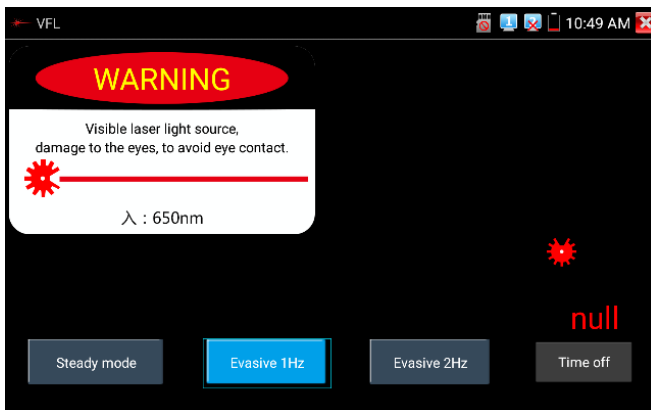 VFL
1
10:49 AM
WARNING
Visible laser light source,
damage to the eyes, to avoid eye contact.
入 : 650nm
null
Steady mode
Evasive 1Hz
Evasive 2Hz
Time off